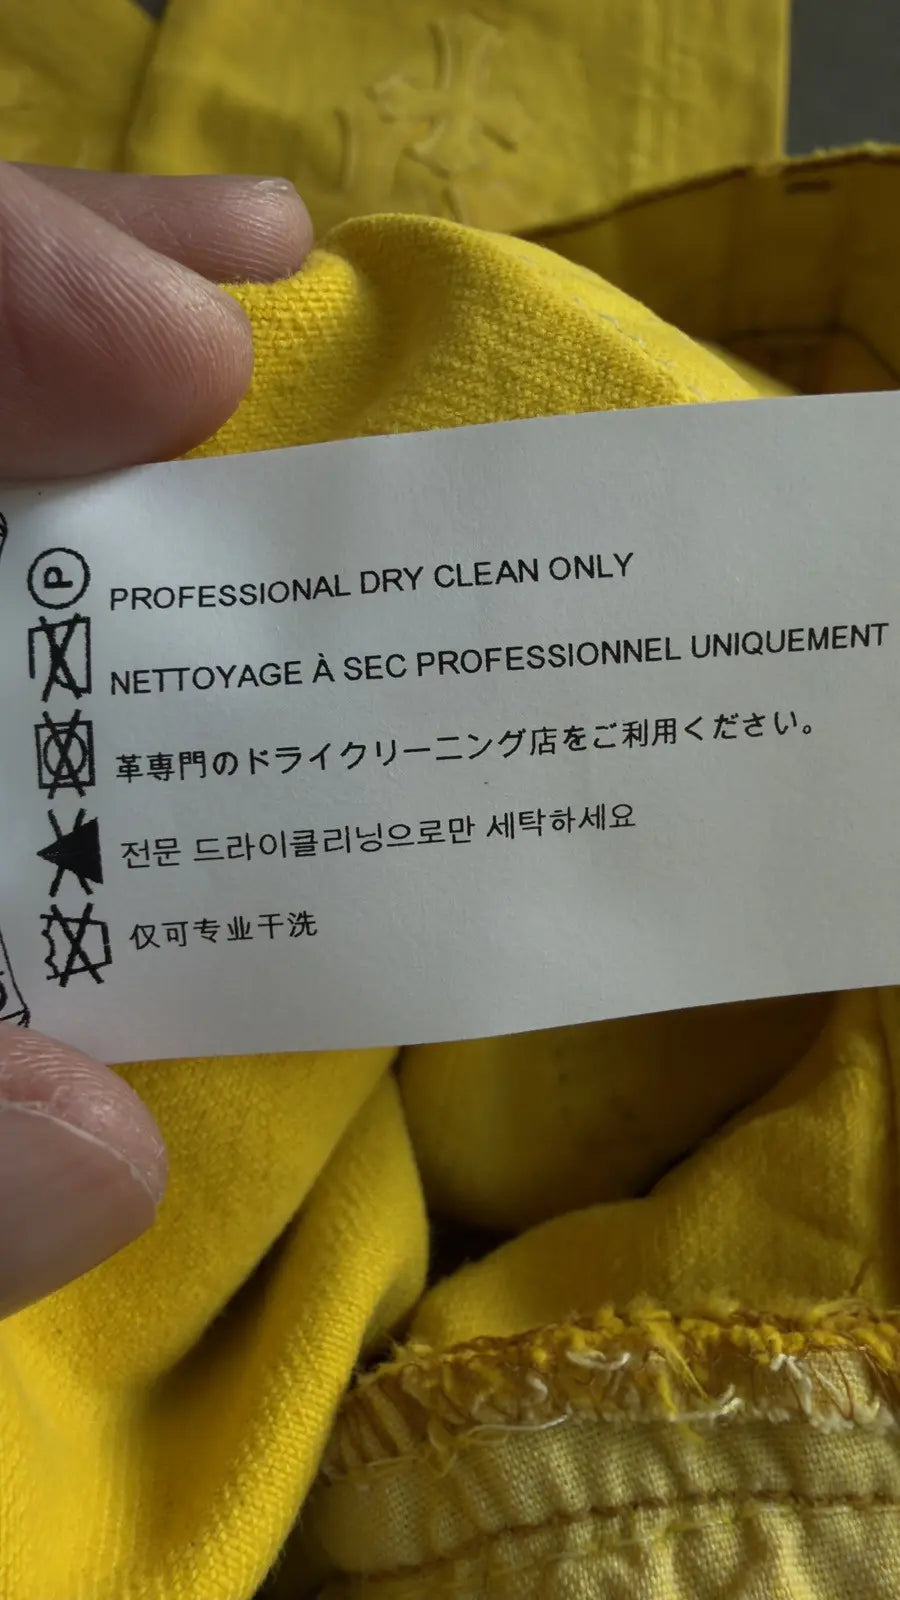 P
PROFESSIONAL DRY CLEAN ONLY
NETTOYAGE À SEC PROFESSIONNEL UNIQUEMENT
革専門のドライクリーニング店をご利用ください。
전문 드라이클리닝으로만 세탁하세요
仅可专业干洗